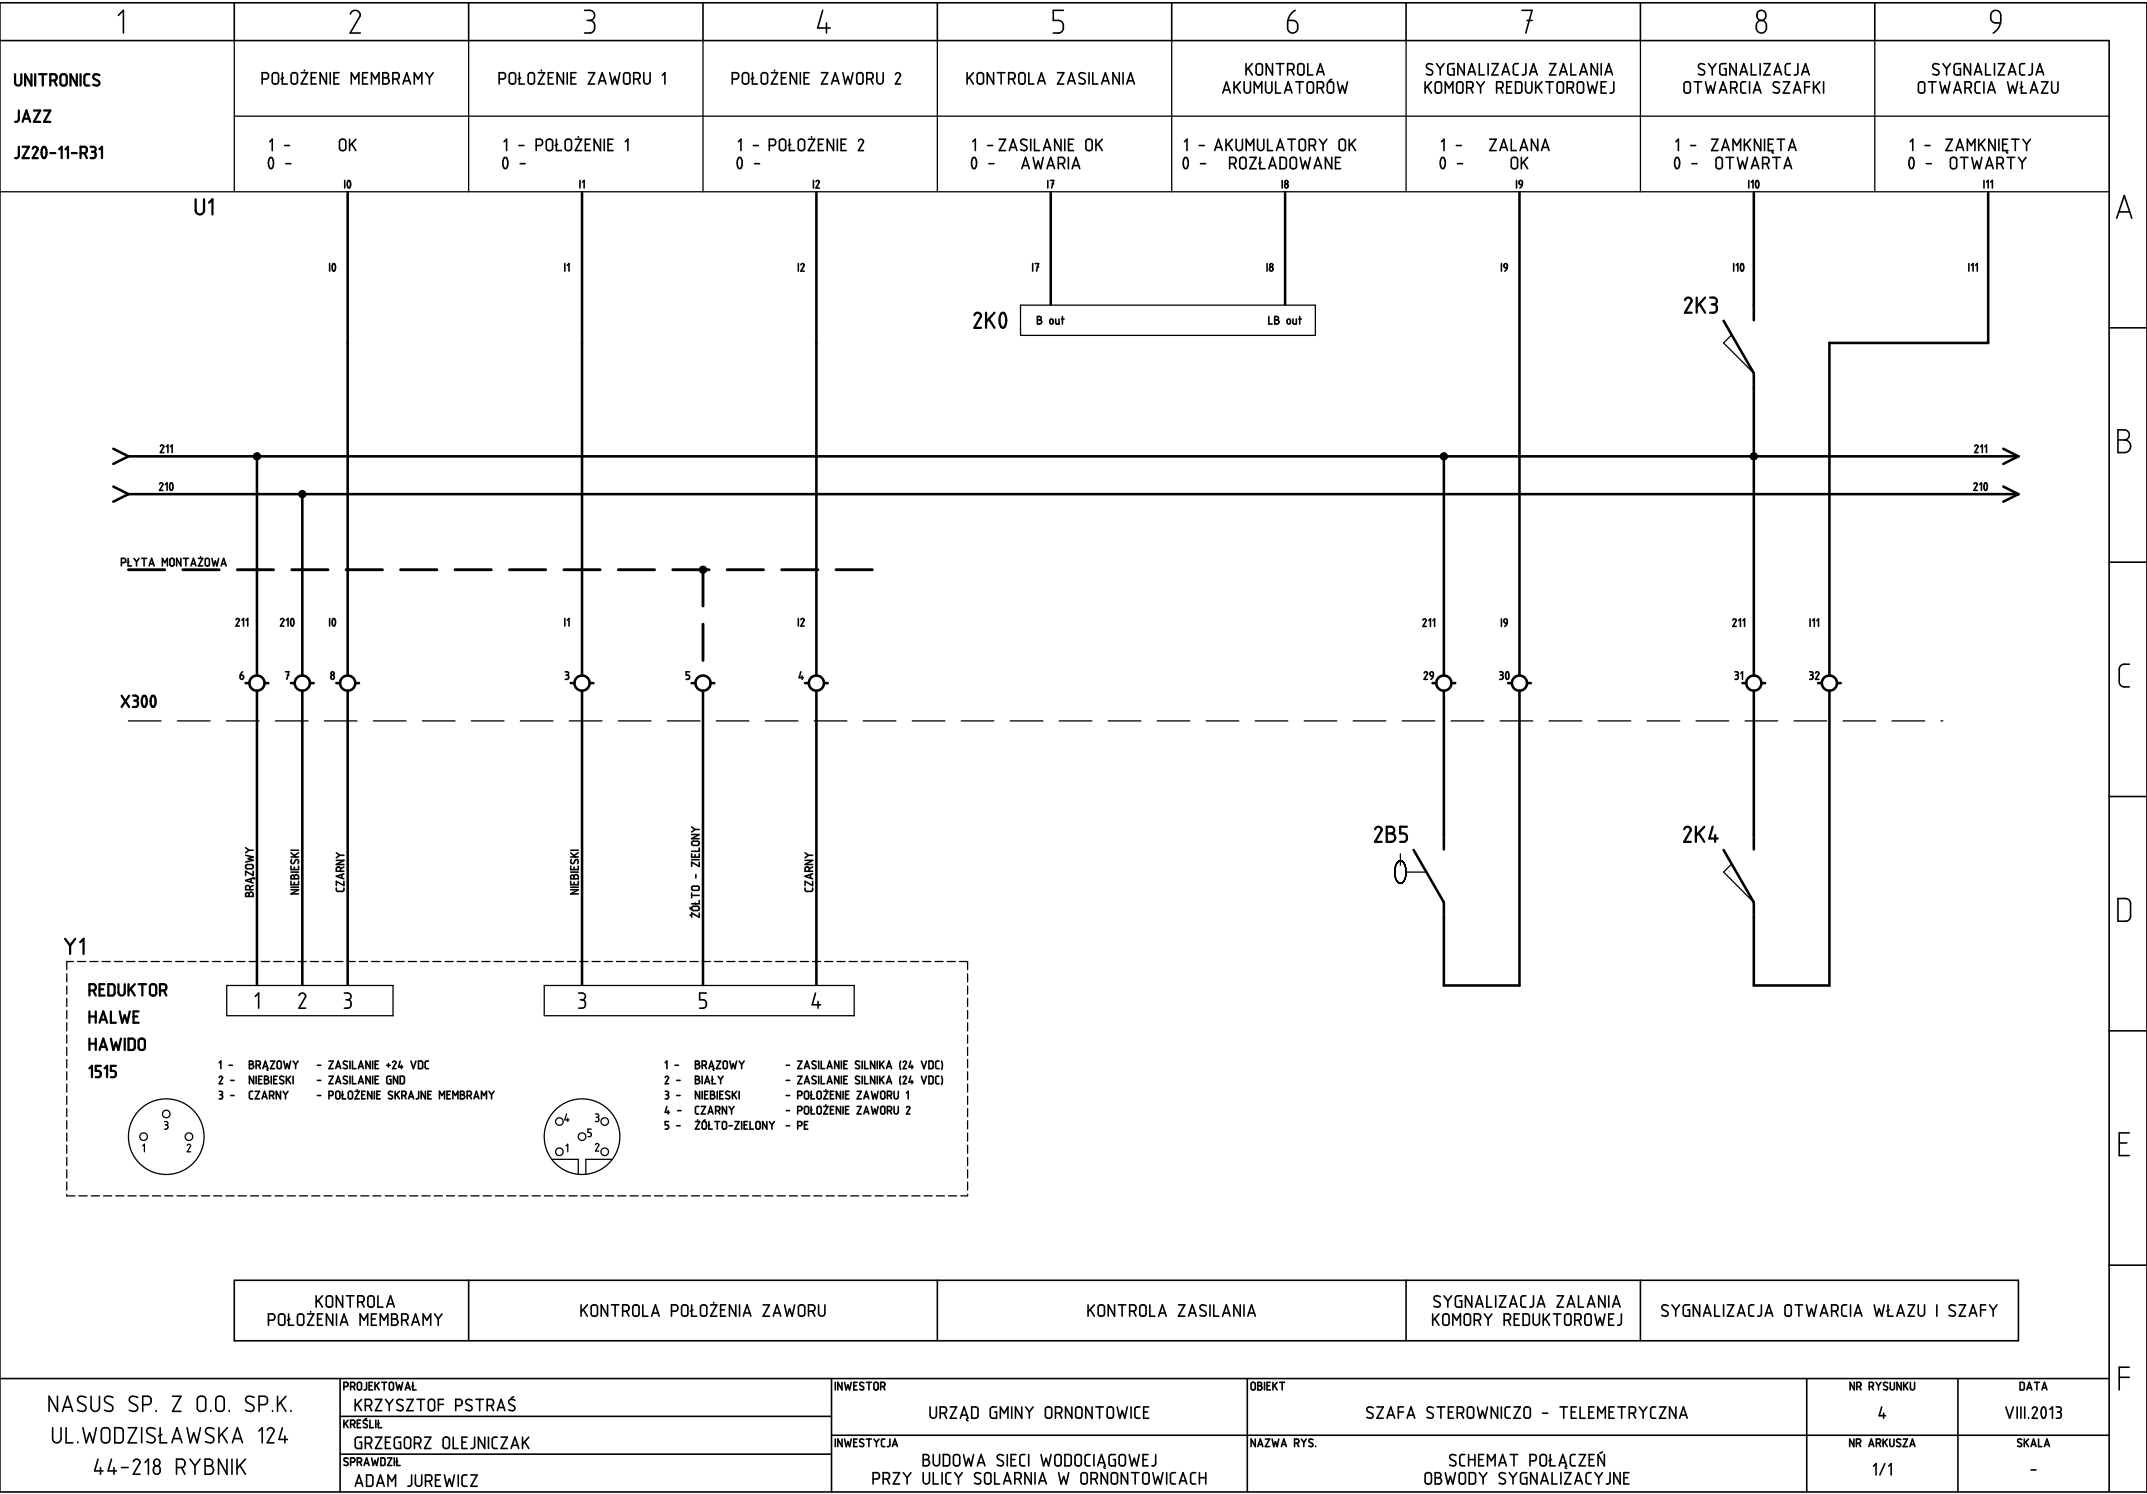 1 2 3 4 5 6 7 8 9
UNITRONICS
JAZZ
JZ20-11-R31
POŁOŻENIE MEMBRAMY
POŁOŻENIE ZAWORU 1
POŁOŻENIE ZAWORU 2
KONTROLA ZASILANIA
KONTROLA
AKUMULATORÓW
SYGNALIZACJA ZALANIA
KOMORY REDUKTOROWEJ
SYGNALIZACJA
OTWARCIA SZAFKI
SYGNALIZACJA
OTWARCIA WŁAZU
1 - OK
0 -
1 - POŁOŻENIE 1
0 -
1 - POŁOŻENIE 2
0 -
1 - ZASILANIE OK
0 - AWARIA
1 - AKUMULATORY OK
0 - ROZŁADOWANE
1 - ZALANA
0 - OK
1 - ZAMKNIĘTA
0 - OTWARTA
1 - ZAMKNIĘTY
0 - OTWARTY
I0 I1 I2 I7 I8 I9 I10 I11
U1
A
I0 I1 I2 I7 I8 I9 I10 I11
2K3
2K0 B out LB out
B
211 211
210 210
PŁYTA MONTAŻOWA
211 210 I0 I1 I2 211 I9 211 I11
6 7 8 3 5 4 29 30 31 32
C
X300
BRĄZOWY
NIEBIESKI
CZARNY
NIEBIESKI
ŻÓŁTO - ZIELONY
CZARNY
2B5
2K4
D
Y1
REDUKTOR
HALWE
HAWIDO
1515
1 2 3
3 5 4
1 - BRĄZOWY - ZASILANIE +24 VDC
2 - NIEBIESKI - ZASILANIE GND
3 - CZARNY - POŁOŻENIE SKRAJNE MEMBRAMY
1 - BRĄZOWY - ZASILANIE SILNIKA (24 VDC)
2 - BIAŁY - ZASILANIE SILNIKA (24 VDC)
3 - NIEBIESKI - POŁOŻENIE ZAWORU 1
4 - CZARNY - POŁOŻENIE ZAWORU 2
5 - ŻÓŁTO-ZIELONY - PE
3
1 2
4 3
5
1 2
E
KONTROLA
POŁOŻENIA MEMBRAMY
KONTROLA POŁOŻENIA ZAWORU
KONTROLA ZASILANIA
SYGNALIZACJA ZALANIA
KOMORY REDUKTOROWEJ
SYGNALIZACJA OTWARCIA WŁAZU I SZAFY
F
NASUS SP. Z O.O. SP.K.
UL.WODZISŁAWSKA 124
44-218 RYBNIK
PROJEKTOWAŁ
KRZYSZTOF PSTRAŚ
KREŚLIŁ
GRZEGORZ OLEJNICZAK
SPRAWDZIŁ
ADAM JUREWICZ
INWESTOR
URZĄD GMINY ORNONTOWICE
INWESTYCJA
BUDOWA SIECI WODOCIĄGOWEJ
PRZY ULICY SOLARNIA W ORNONTOWICACH
OBIEKT
SZAFA STEROWNICZO - TELEMETRYCZNA
NAZWA RYS.
SCHEMAT POŁĄCZEŃ
OBWODY SYGNALIZACYJNE
NR RYSUNKU
4
DATA
VIII.2013
NR ARKUSZA
1/1
SKALA
-